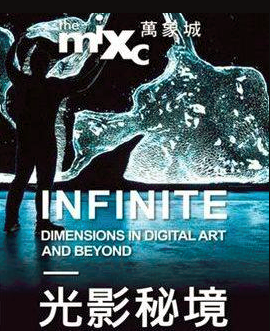 the
mixc 萬象城
INFINITE
DIMENSIONS IN DIGITAL ART
AND BEYOND
光影秘境